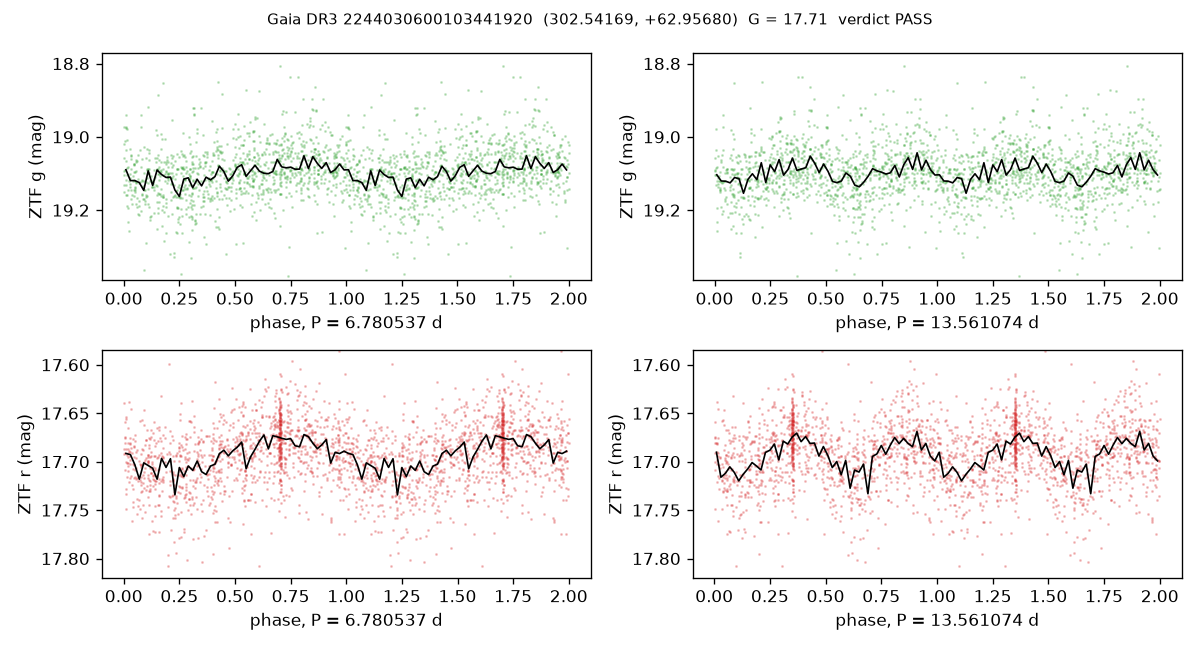 Gaia DR3 2244030600103441920 (302.54169, +62.95680) G = 17.71 verdict PASS
ZTF g (mag)
18.8
19.0
19.2
0.00 0.25 0.50 0.75 1.00 1.25 1.50 1.75 2.00
phase, P = 6.780537 d
ZTF g (mag)
18.8
19.0
19.2
0.00 0.25 0.50 0.75 1.00 1.25 1.50 1.75 2.00
phase, P = 13.561074 d
ZTF r (mag)
17.60
17.65
17.70
17.75
17.80
0.00 0.25 0.50 0.75 1.00 1.25 1.50 1.75 2.00
phase, P = 6.780537 d
ZTF r (mag)
17.60
17.65
17.70
17.75
17.80
0.00 0.25 0.50 0.75 1.00 1.25 1.50 1.75 2.00
phase, P = 13.561074 d